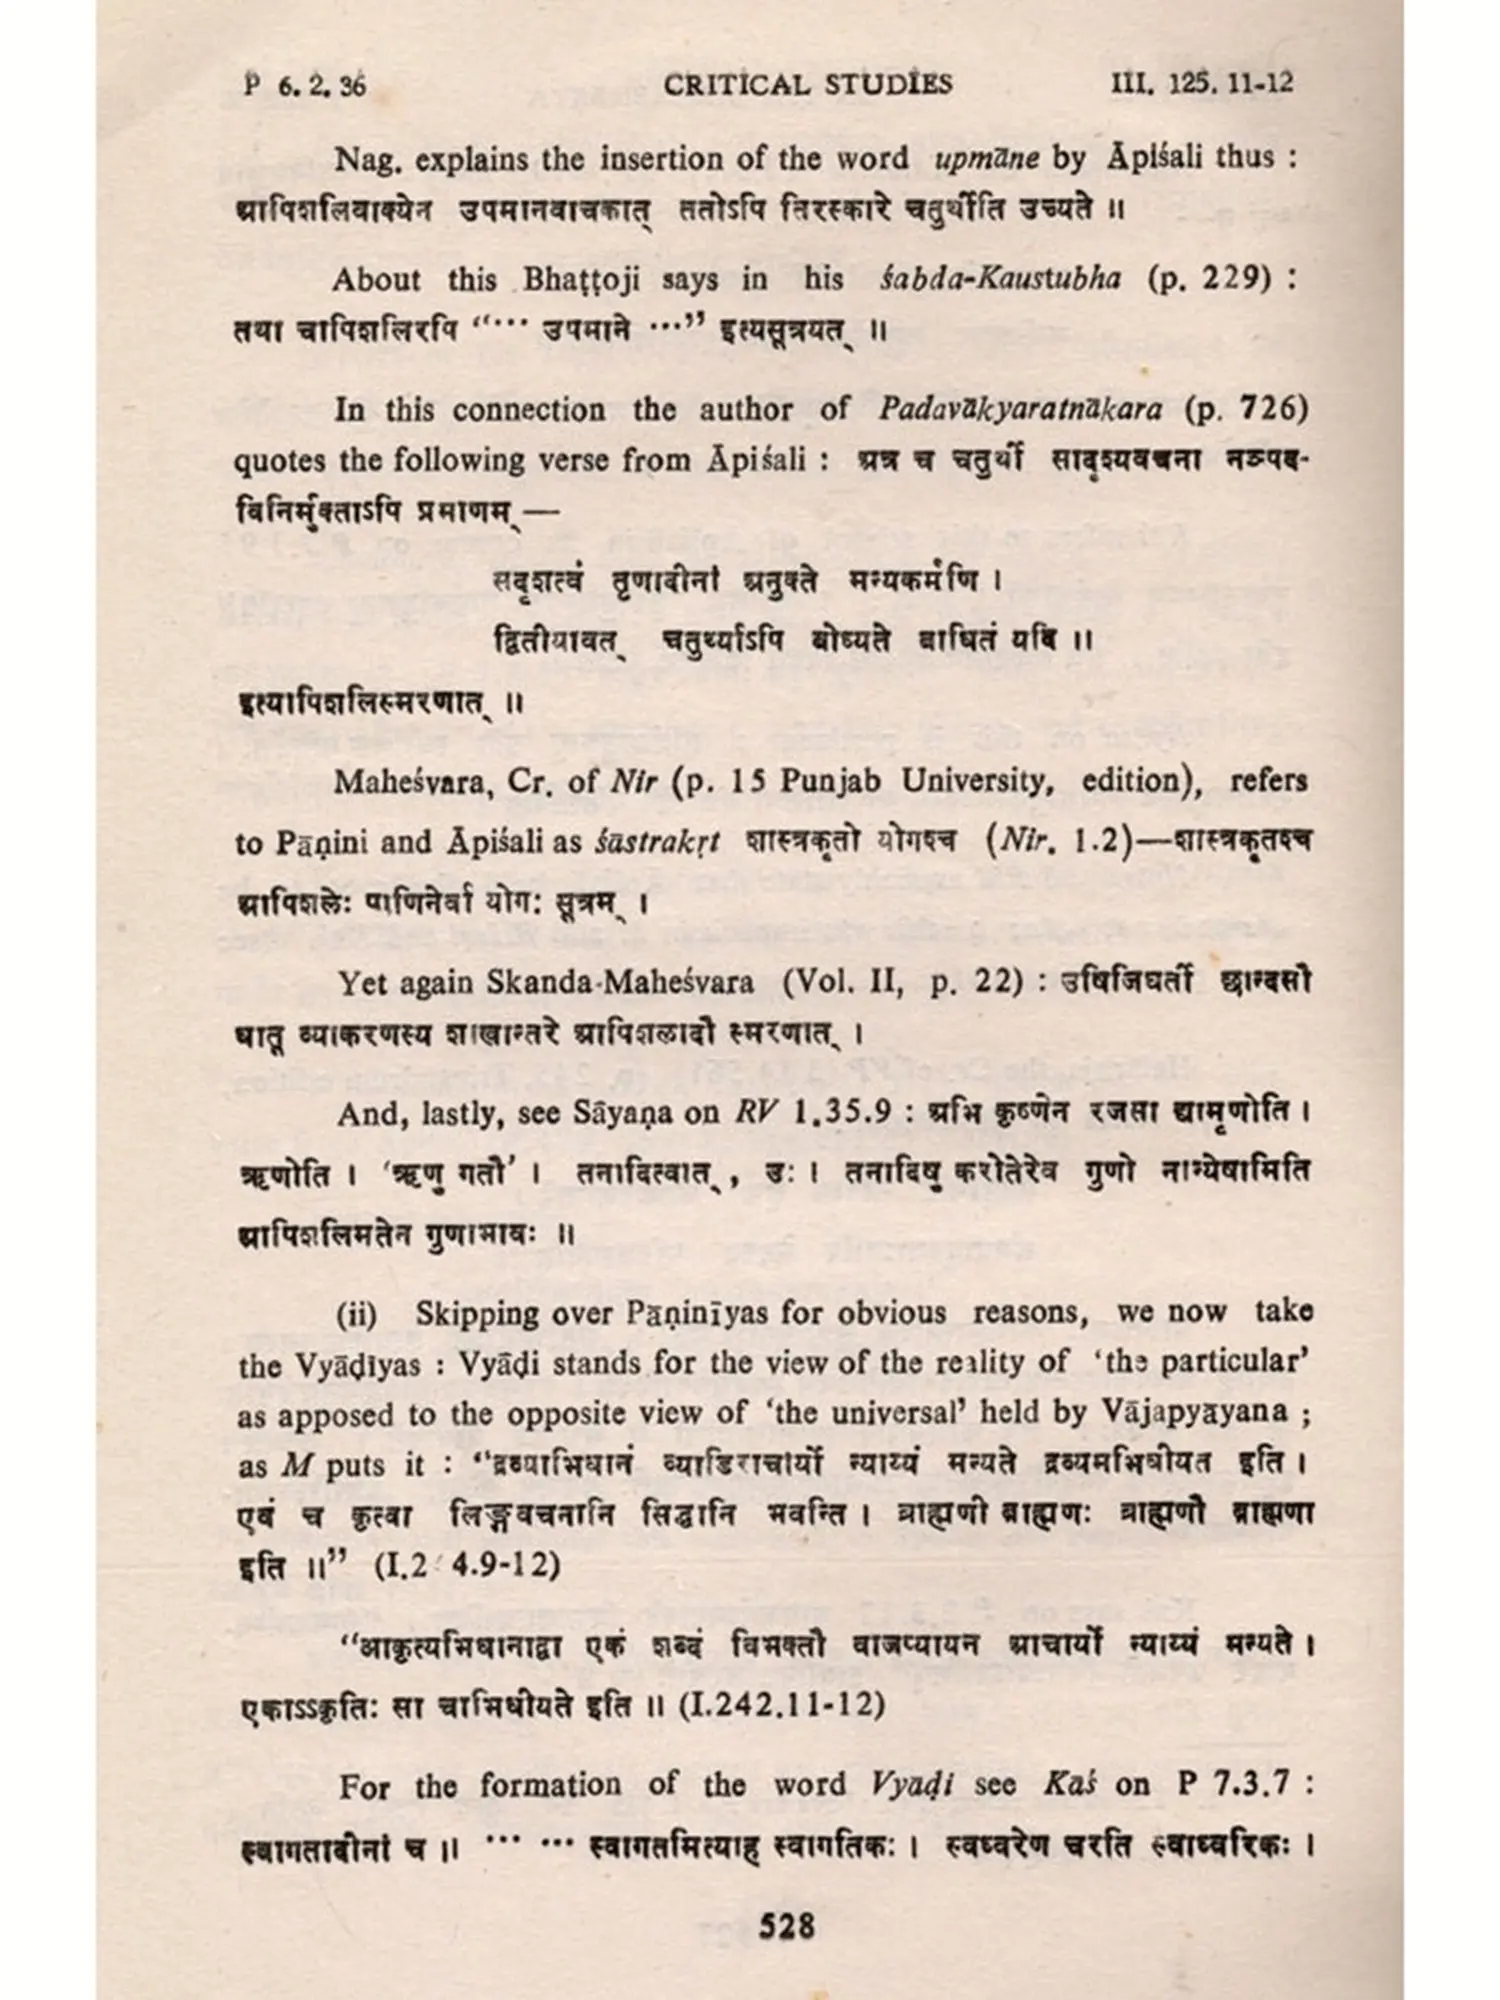 P 6.2.36 CRITICAL STUDIES III. 125. 11-12
Nag. explains the insertion of the word upmāne by Āpiśali thus :
आपिशलिवाक्येन उपमानवाचकात् ततोऽपि तिरस्कारे चतुर्थीति उच्यते ॥
About this Bhaṭṭoji says in his śabda-Kaustubha (p. 229) :
तथा चापिशलिरपि “··· उपमाने ···” इत्यसूत्रयत् ॥
In this connection the author of Padavākyaratnākara (p. 726)
quotes the following verse from Āpiśali : अत्र च चतुर्थी सादृश्यवचना नञ्पद-
विनिर्मुक्ताऽपि प्रमाणम् —
सदृशत्वं तृणादीनां अनुक्ते मन्यकर्मणि ।
द्वितीयावत् चतुर्थ्याऽपि बोध्यते बाधितं यदि ॥
इत्यापिशलिस्मरणात् ॥
Maheśvara, Cr. of Nir (p. 15 Punjab University, edition), refers
to Pāṇini and Āpiśali as śāstrakṛt शास्त्रकृतो योगश्च (Nir. 1.2)—शास्त्रकृतश्च
आपिशलेः पाणिनेर्वा योगः सूत्रम् ।
Yet again Skanda-Maheśvara (Vol. II, p. 22) : उषिजिघर्ती छान्दसौ
धातू व्याकरणस्य शाखान्तरे आपिशलादौ स्मरणात् ।
And, lastly, see Sāyaṇa on RV 1.35.9 : अभि कृष्णेन रजसा द्यामृणोति ।
ऋणोति । ‘ऋणु गतौ’ । तनादित्वात् , उः । तनादिषु करोतेरेव गुणो नान्येषामिति
आपिशलिमतेन गुणाभावः ॥
(ii) Skipping over Pāṇinīyas for obvious reasons, we now take
the Vyāḍīyas : Vyāḍi stands for the view of the reality of ‘the particular’
as apposed to the opposite view of ‘the universal’ held by Vājapyāyana ;
as M puts it : “द्रव्याभिधानं व्याडिराचार्यो न्याय्यं मन्यते द्रव्यमभिधीयत इति ।
एवं च कृत्वा लिङ्गवचनानि सिद्धानि भवन्ति । ब्राह्मणी ब्राह्मणः ब्राह्मणौ ब्राह्मणा
इति ॥” (I.2 4.9-12)
“आकृत्यभिधानाद्वा एकं शब्दं विभक्तौ वाजप्यायन आचार्यो न्याय्यं मन्यते ।
एकाऽऽकृतिः सा चाभिधीयते इति ॥ (I.242.11-12)
For the formation of the word Vyāḍi see Kāś on P 7.3.7 :
स्वागतादीनां च ॥ ··· ··· स्वागतमित्याह स्वागतिकः । स्वध्वरेण चरति स्वाध्वरिकः ।
528